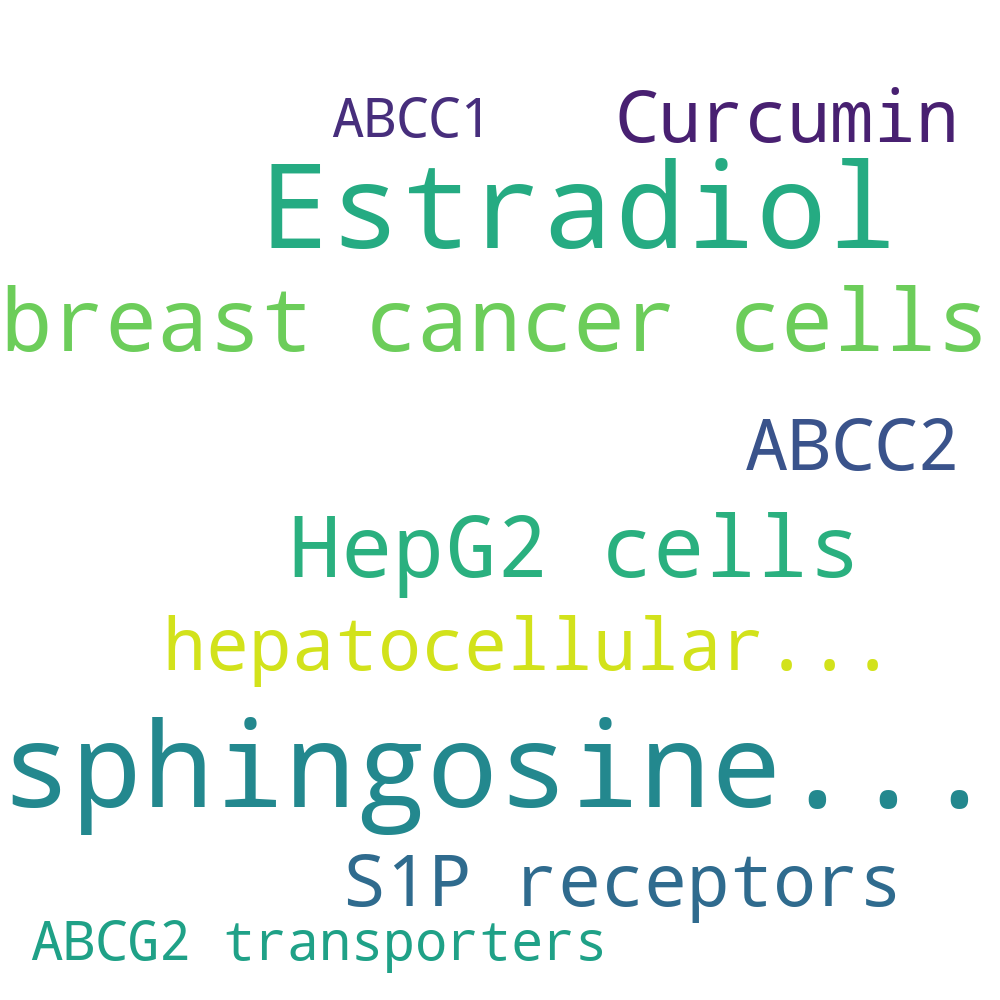 ABCC1
Curcumin
Estradiol
breast cancer cells
ABCC2
HepG2 cells
hepatocellular...
sphingosine...
S1P receptors
ABCG2 transporters